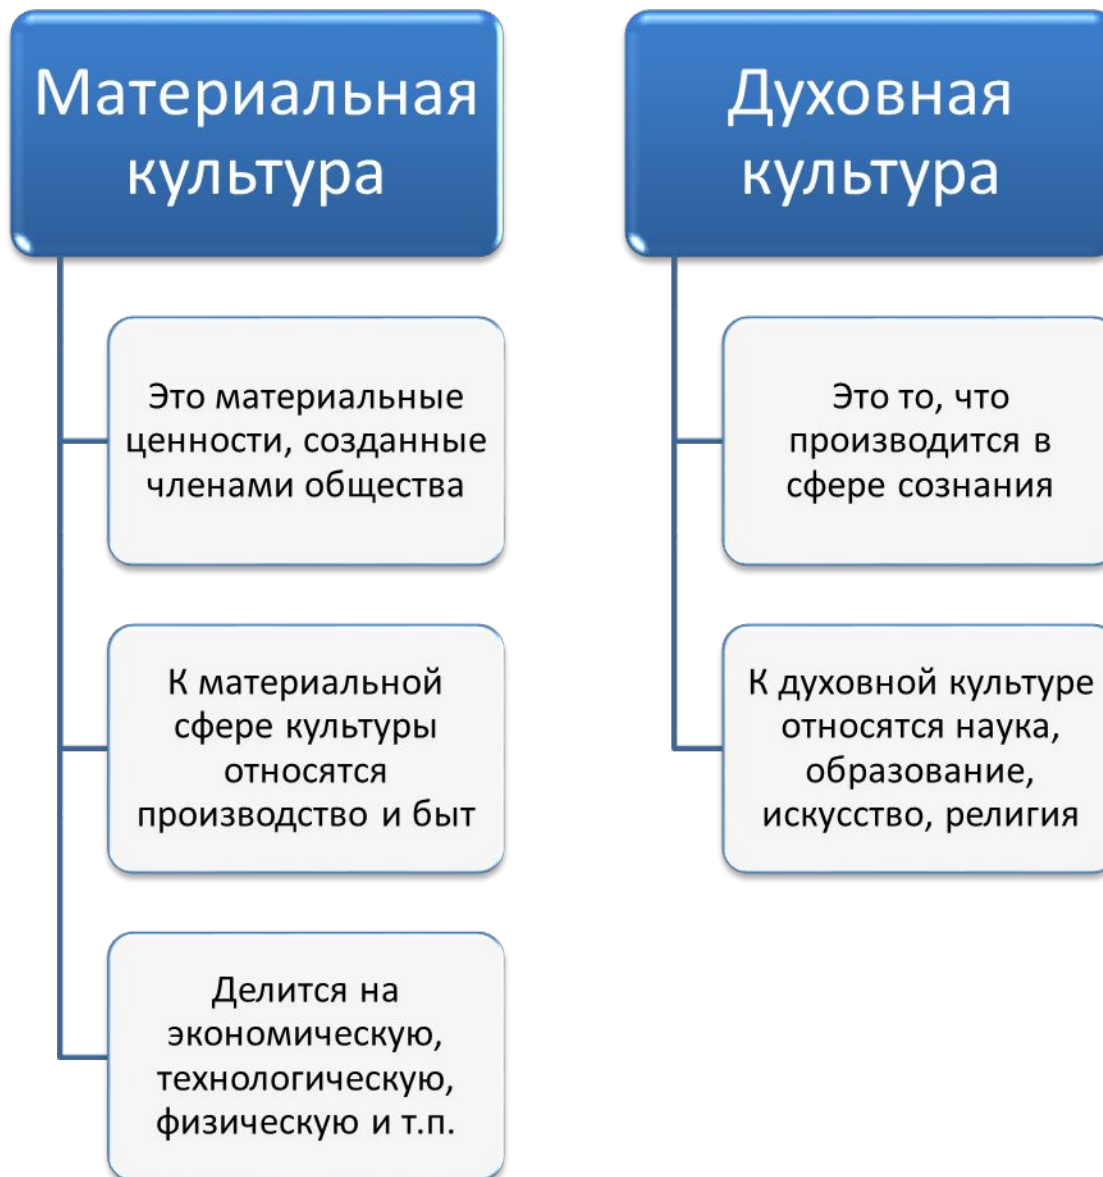 Материальная
культура
Это материальные
ценности, созданные
членами общества
К материальной
сфере культуры
относятся
производство и быт
Делится на
экономическую,
технологическую,
физическую и т.п.
Духовная
культура
Это то, что
производится в
сфере сознания
К духовной культуре
относятся наука,
образование,
искусство, религия